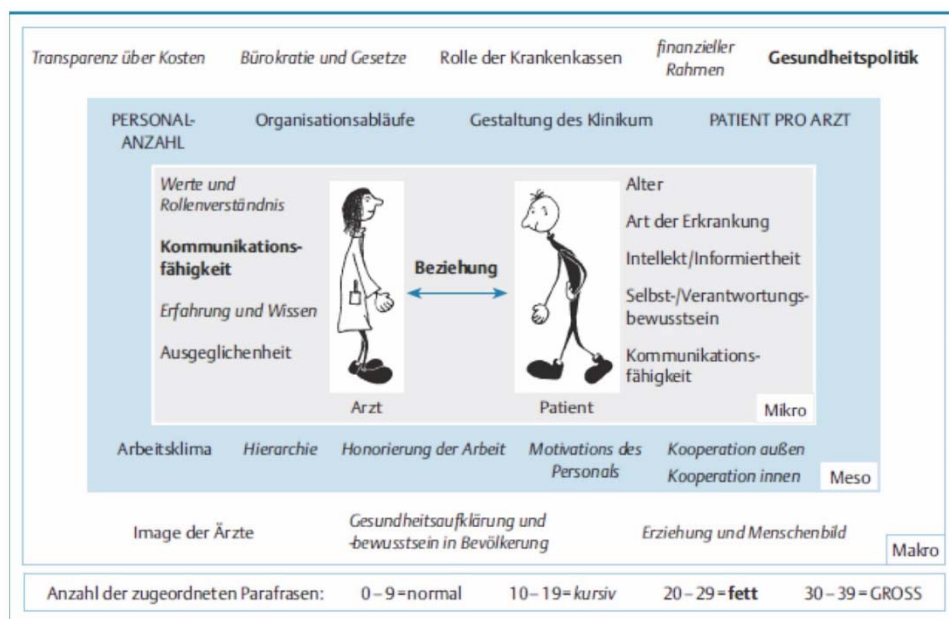 Transparenz über Kosten Bürokratie und Gesetze Rolle der Krankenkassen finanzieller Rahmen Gesundheitspolitik
PERSONAL-
ANZAHL
Organisationsabläufe
Gestaltung des Klinikum
PATIENT PRO ARZT
Werte und
Rollenverständnis
Kommunikations-
fähigkeit
Erfahrung und Wissen
Ausgeglichenheit
Beziehung
Arzt
Patient
Alter
Art der Erkrankung
Intellekt/Informiertheit
Selbst-/Verantwortungs-
bewusstsein
Kommunikations-
fähigkeit
Mikro
Arbeitsklima
Hierarchie
Honorierung der Arbeit
Motivations des
Personals
Kooperation außen
Kooperation innen
Meso
Image der Ärzte
Gesundheitsaufklärung und
-bewusstsein in Bevölkerung
Erziehung und Menschenbild
Makro
Anzahl der zugeordneten Parafrasen: 0–9=normal 10–19=kursiv 20–29=fett 30–39=GROSS